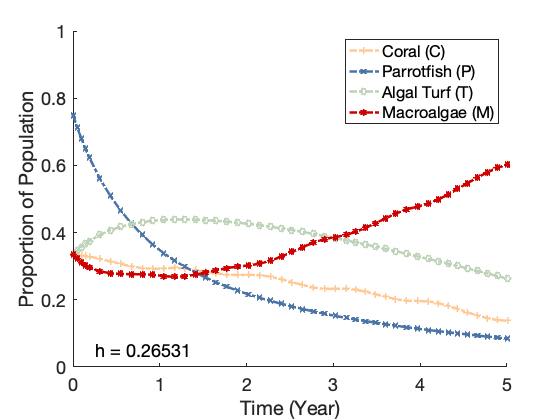 Coral (C)
Parrotfish (P)
Algal Turf (T)
Macroalgae (M)
1
0.8
0.6
0.4
0.2
0
Proportion of Population
h = 0.26531
0 1 2 3 4 5
Time (Year)